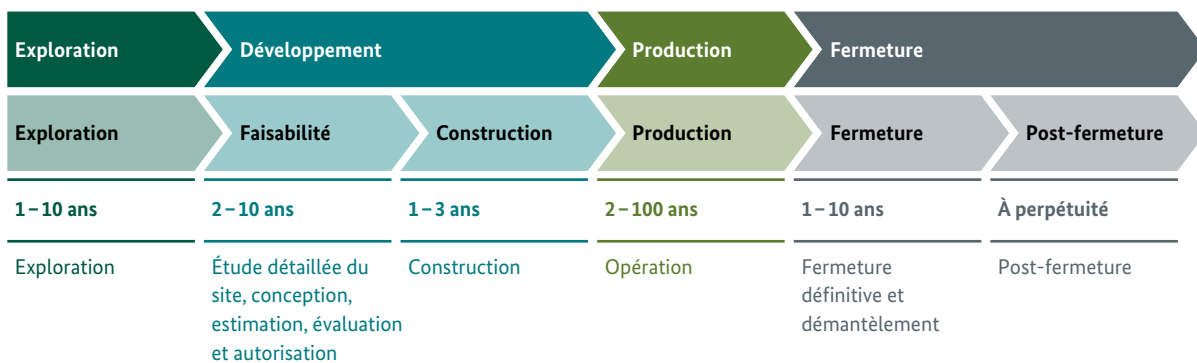 Exploration
Développement
Production
Fermeture
Exploration
Faisabilité
Construction
Production
Fermeture
Post-fermeture
1–10 ans
2–10 ans
1–3 ans
2–100 ans
1–10 ans
À perpétuité
Exploration
Étude détaillée du
site, conception,
estimation, évaluation
et autorisation
Construction
Opération
Fermeture
définitive et
démantèlement
Post-fermeture